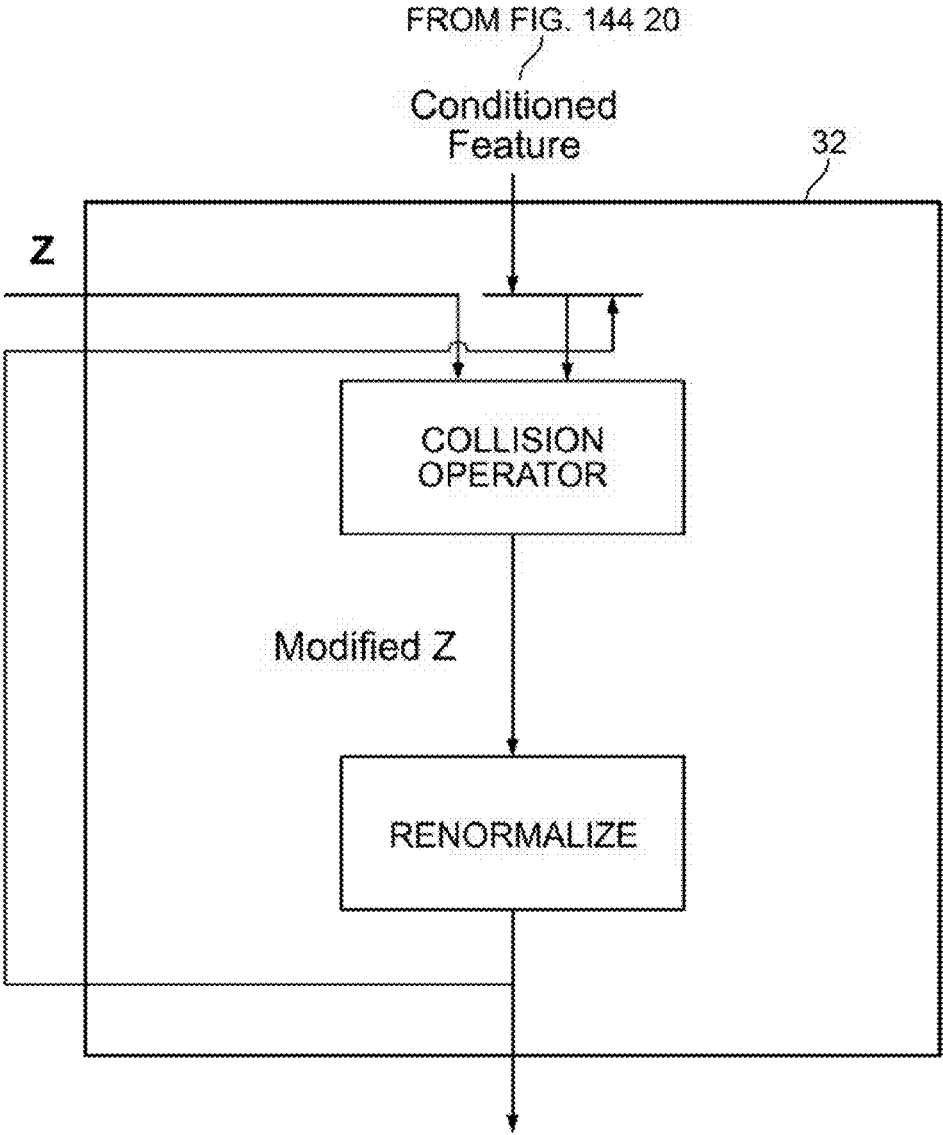 FROM FIG. 144 20
Conditioned
Feature
32
Z
COLLISION
OPERATOR
Modified Z
RENORMALIZE